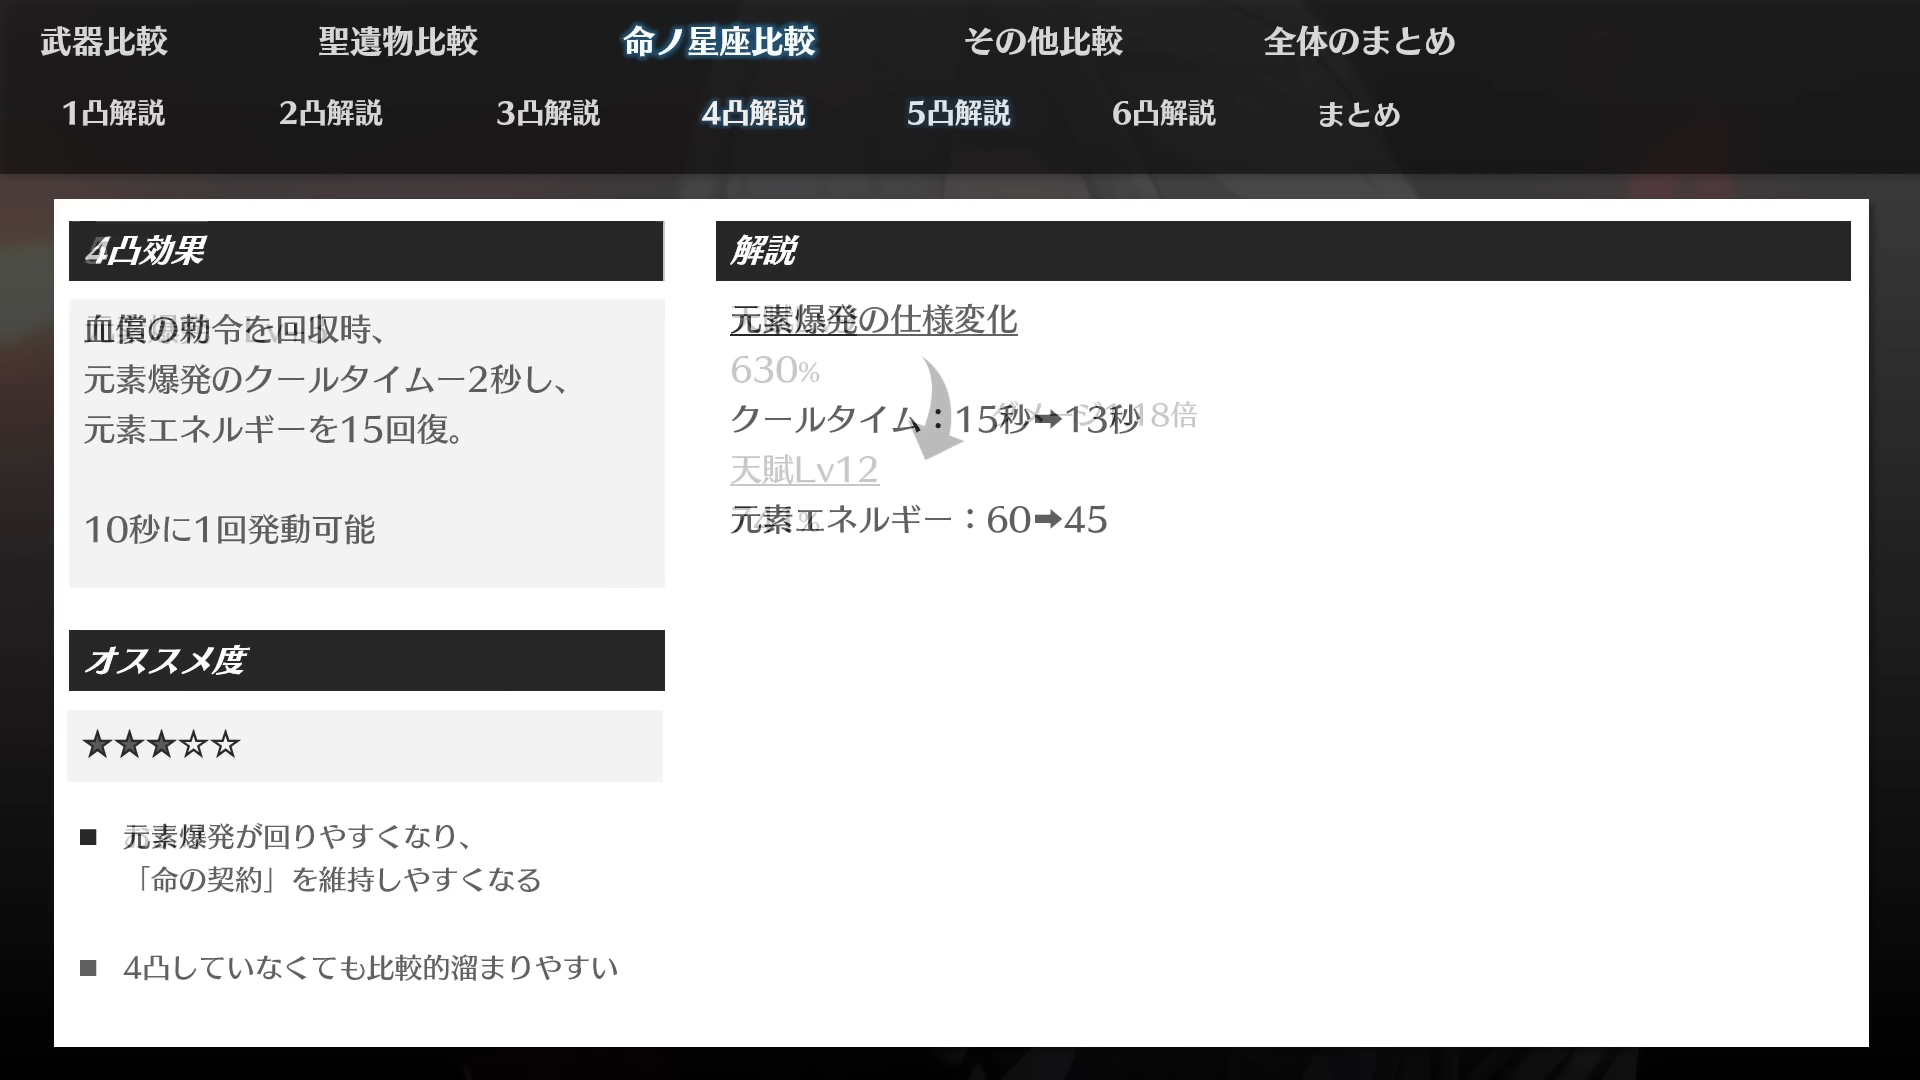 武器比較 聖遺物比較 命ノ星座比較 その他比較 全体のまとめ
1凸解説 2凸解説 3凸解説 4凸解説 5凸解説 6凸解説 まとめ
4凸効果
血償の勅令を回収時、
元素爆発のクールタイムー2秒し、
元素エネルギーを15回復。
10秒に1回発動可能
オススメ度
★★★☆☆
■ 元素爆発が回りやすくなり、
「命の契約」を維持しやすくなる
■ 4凸していなくても比較的溜まりやすい
解説
元素爆発の仕様変化
630%
クールタイム：15秒➡13秒
天賦Lv12
元素エネルギー：60➡45